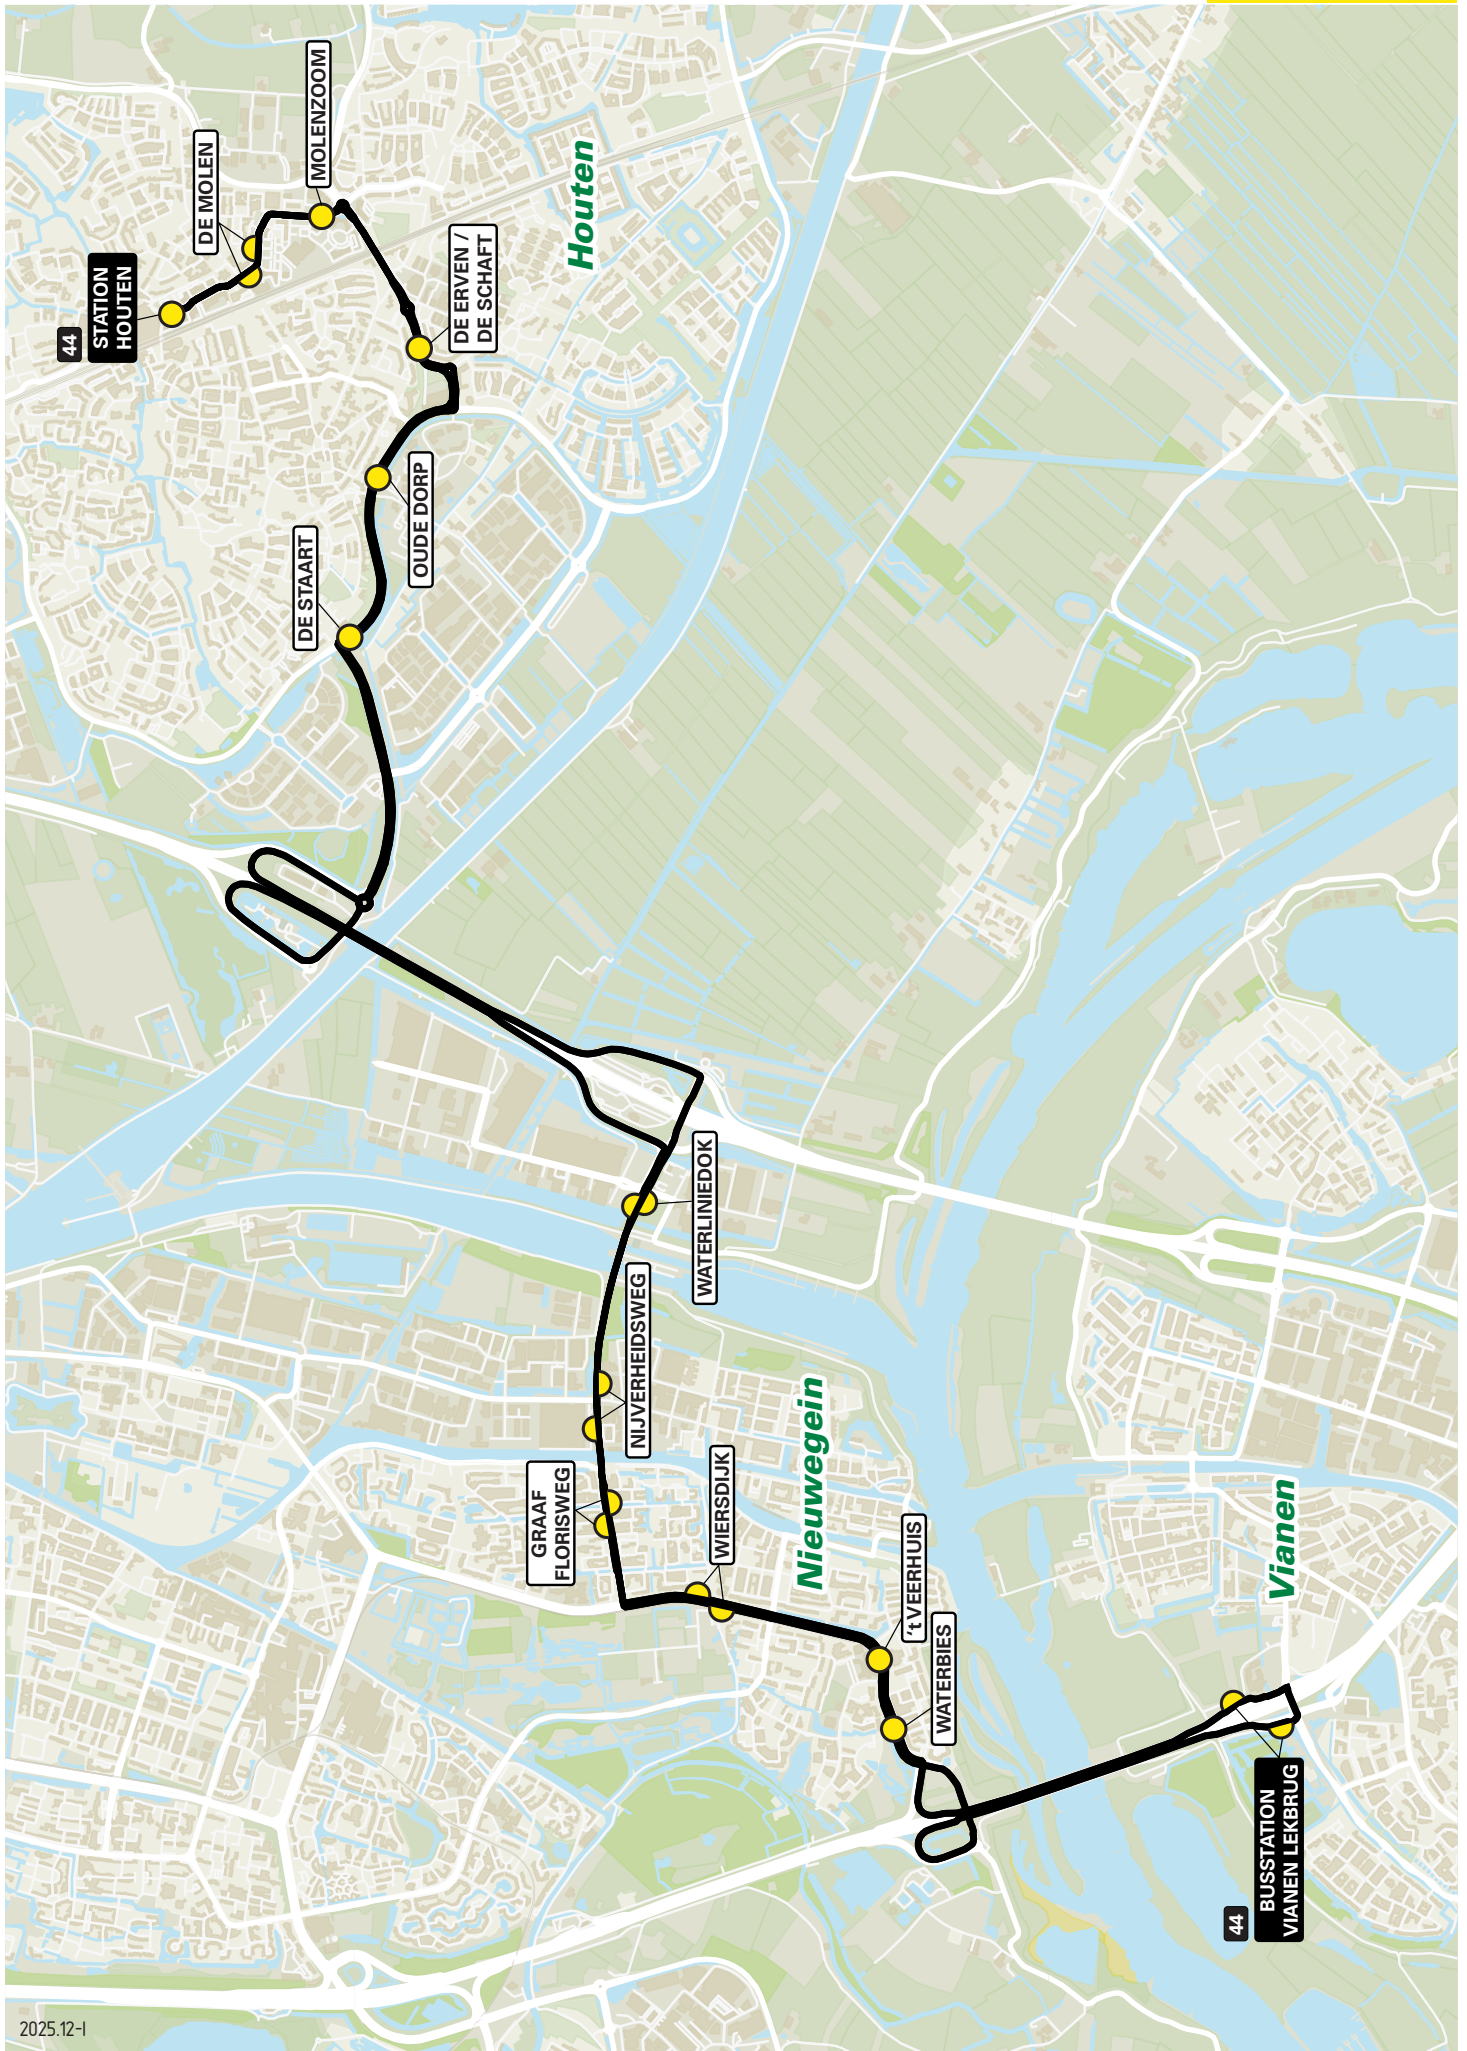 44
STATION
HOUTEN
DE MOLEN
MOLENZOOM
DE ERVEN /
DE SCHAFT
Houten
OUDE DORP
DE STAART
WATERLINIEDOK
NIJVERHEIDSWEG
GRAAF
FLORISWEG
WIERSDIJK
Nieuwegein
't VEERHUIS
WATERBIES
Vianen
44
BUSSTATION
VIANEN LEKBRUG
2025.12-I